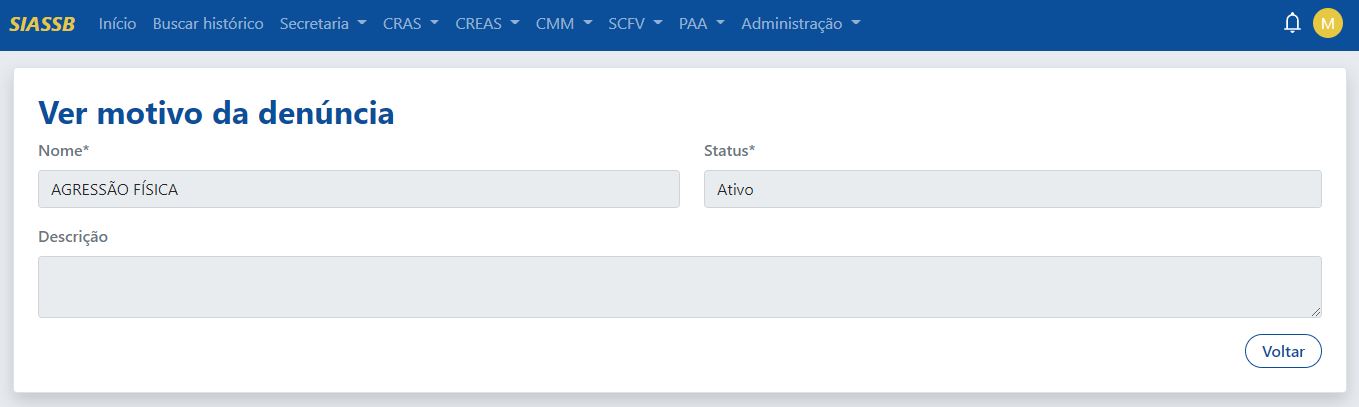 SIASSB Início Buscar histórico Secretaria CRAS CREAS CMM SCFV PAA Administração M
Ver motivo da denúncia
Nome* Status*
AGRESSÃO FÍSICA Ativo
Descrição
Voltar